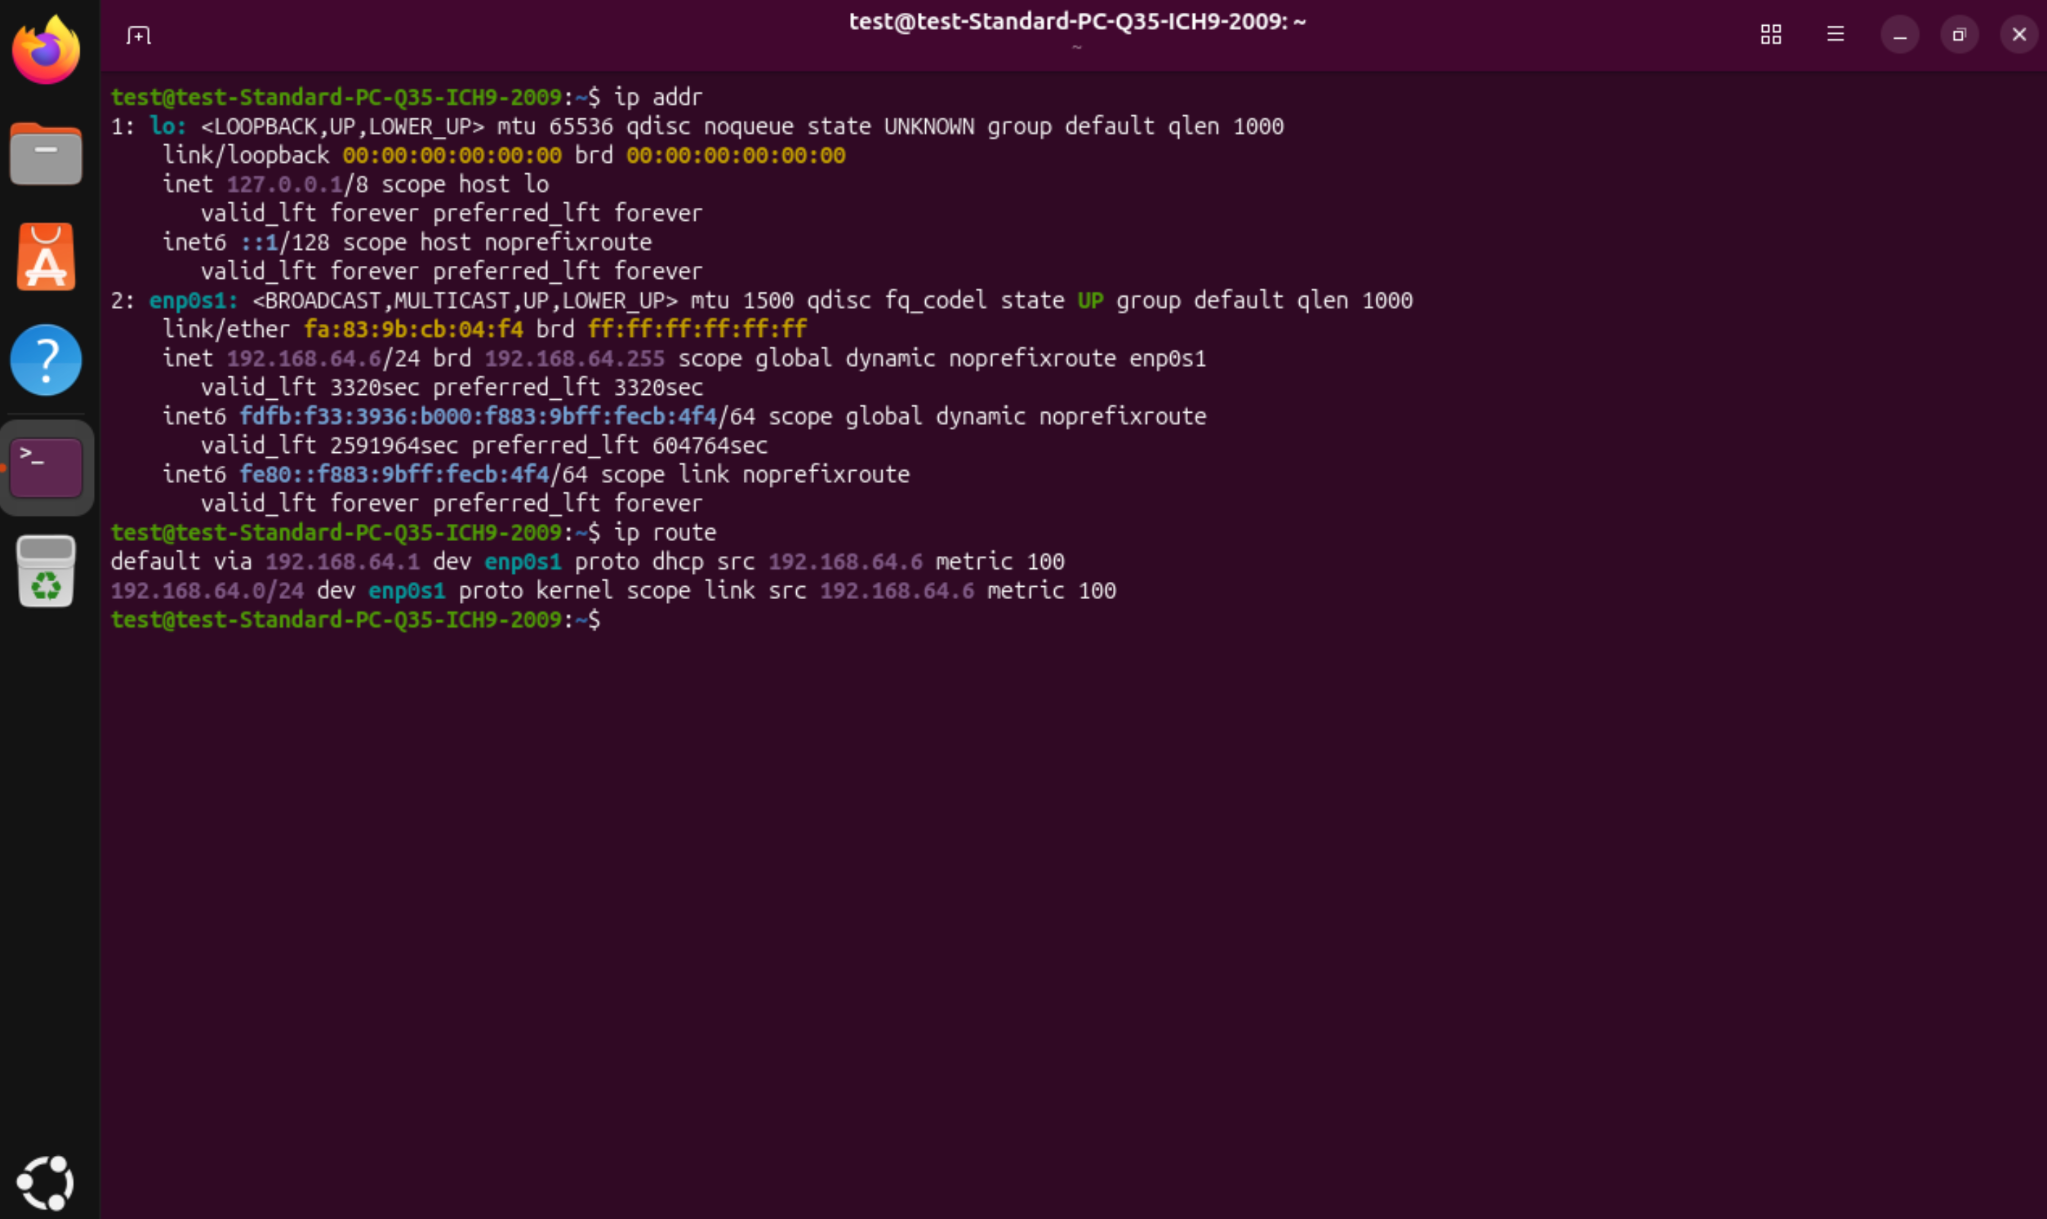 test@test-Standard-PC-Q35-ICH9-2009: ~
~
test@test-Standard-PC-Q35-ICH9-2009:~$ ip addr
1: lo: <LOOPBACK,UP,LOWER_UP> mtu 65536 qdisc noqueue state UNKNOWN group default qlen 1000
    link/loopback 00:00:00:00:00:00 brd 00:00:00:00:00:00
    inet 127.0.0.1/8 scope host lo
       valid_lft forever preferred_lft forever
    inet6 ::1/128 scope host noprefixroute
       valid_lft forever preferred_lft forever
2: enp0s1: <BROADCAST,MULTICAST,UP,LOWER_UP> mtu 1500 qdisc fq_codel state UP group default qlen 1000
    link/ether fa:83:9b:cb:04:f4 brd ff:ff:ff:ff:ff:ff
    inet 192.168.64.6/24 brd 192.168.64.255 scope global dynamic noprefixroute enp0s1
       valid_lft 3320sec preferred_lft 3320sec
    inet6 fdfb:f33:3936:b000:f883:9bff:fecb:4f4/64 scope global dynamic noprefixroute
       valid_lft 2591964sec preferred_lft 604764sec
    inet6 fe80::f883:9bff:fecb:4f4/64 scope link noprefixroute
       valid_lft forever preferred_lft forever
test@test-Standard-PC-Q35-ICH9-2009:~$ ip route
default via 192.168.64.1 dev enp0s1 proto dhcp src 192.168.64.6 metric 100
192.168.64.0/24 dev enp0s1 proto kernel scope link src 192.168.64.6 metric 100
test@test-Standard-PC-Q35-ICH9-2009:~$